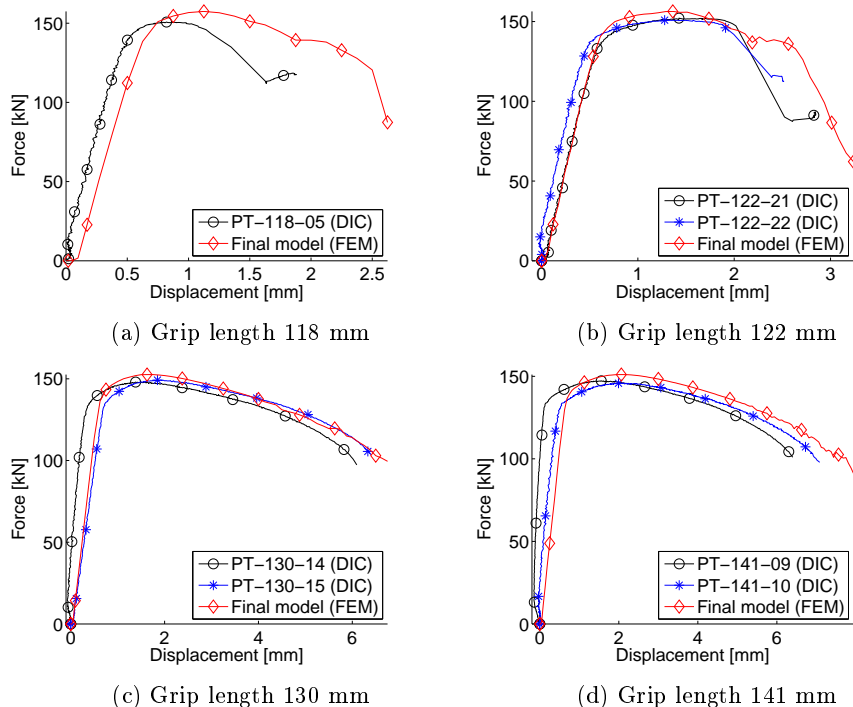 150
100
50
0
Force [kN]
0 0.5 1 1.5 2 2.5
Displacement [mm]
PT−118−05 (DIC)
Final model (FEM)
(a) Grip length 118 mm
150
100
50
0
Force [kN]
0 1 2 3
Displacement [mm]
PT−122−21 (DIC)
PT−122−22 (DIC)
Final model (FEM)
(b) Grip length 122 mm
150
100
50
0
Force [kN]
0 2 4 6
Displacement [mm]
PT−130−14 (DIC)
PT−130−15 (DIC)
Final model (FEM)
(c) Grip length 130 mm
150
100
50
0
Force [kN]
0 2 4 6
Displacement [mm]
PT−141−09 (DIC)
PT−141−10 (DIC)
Final model (FEM)
(d) Grip length 141 mm